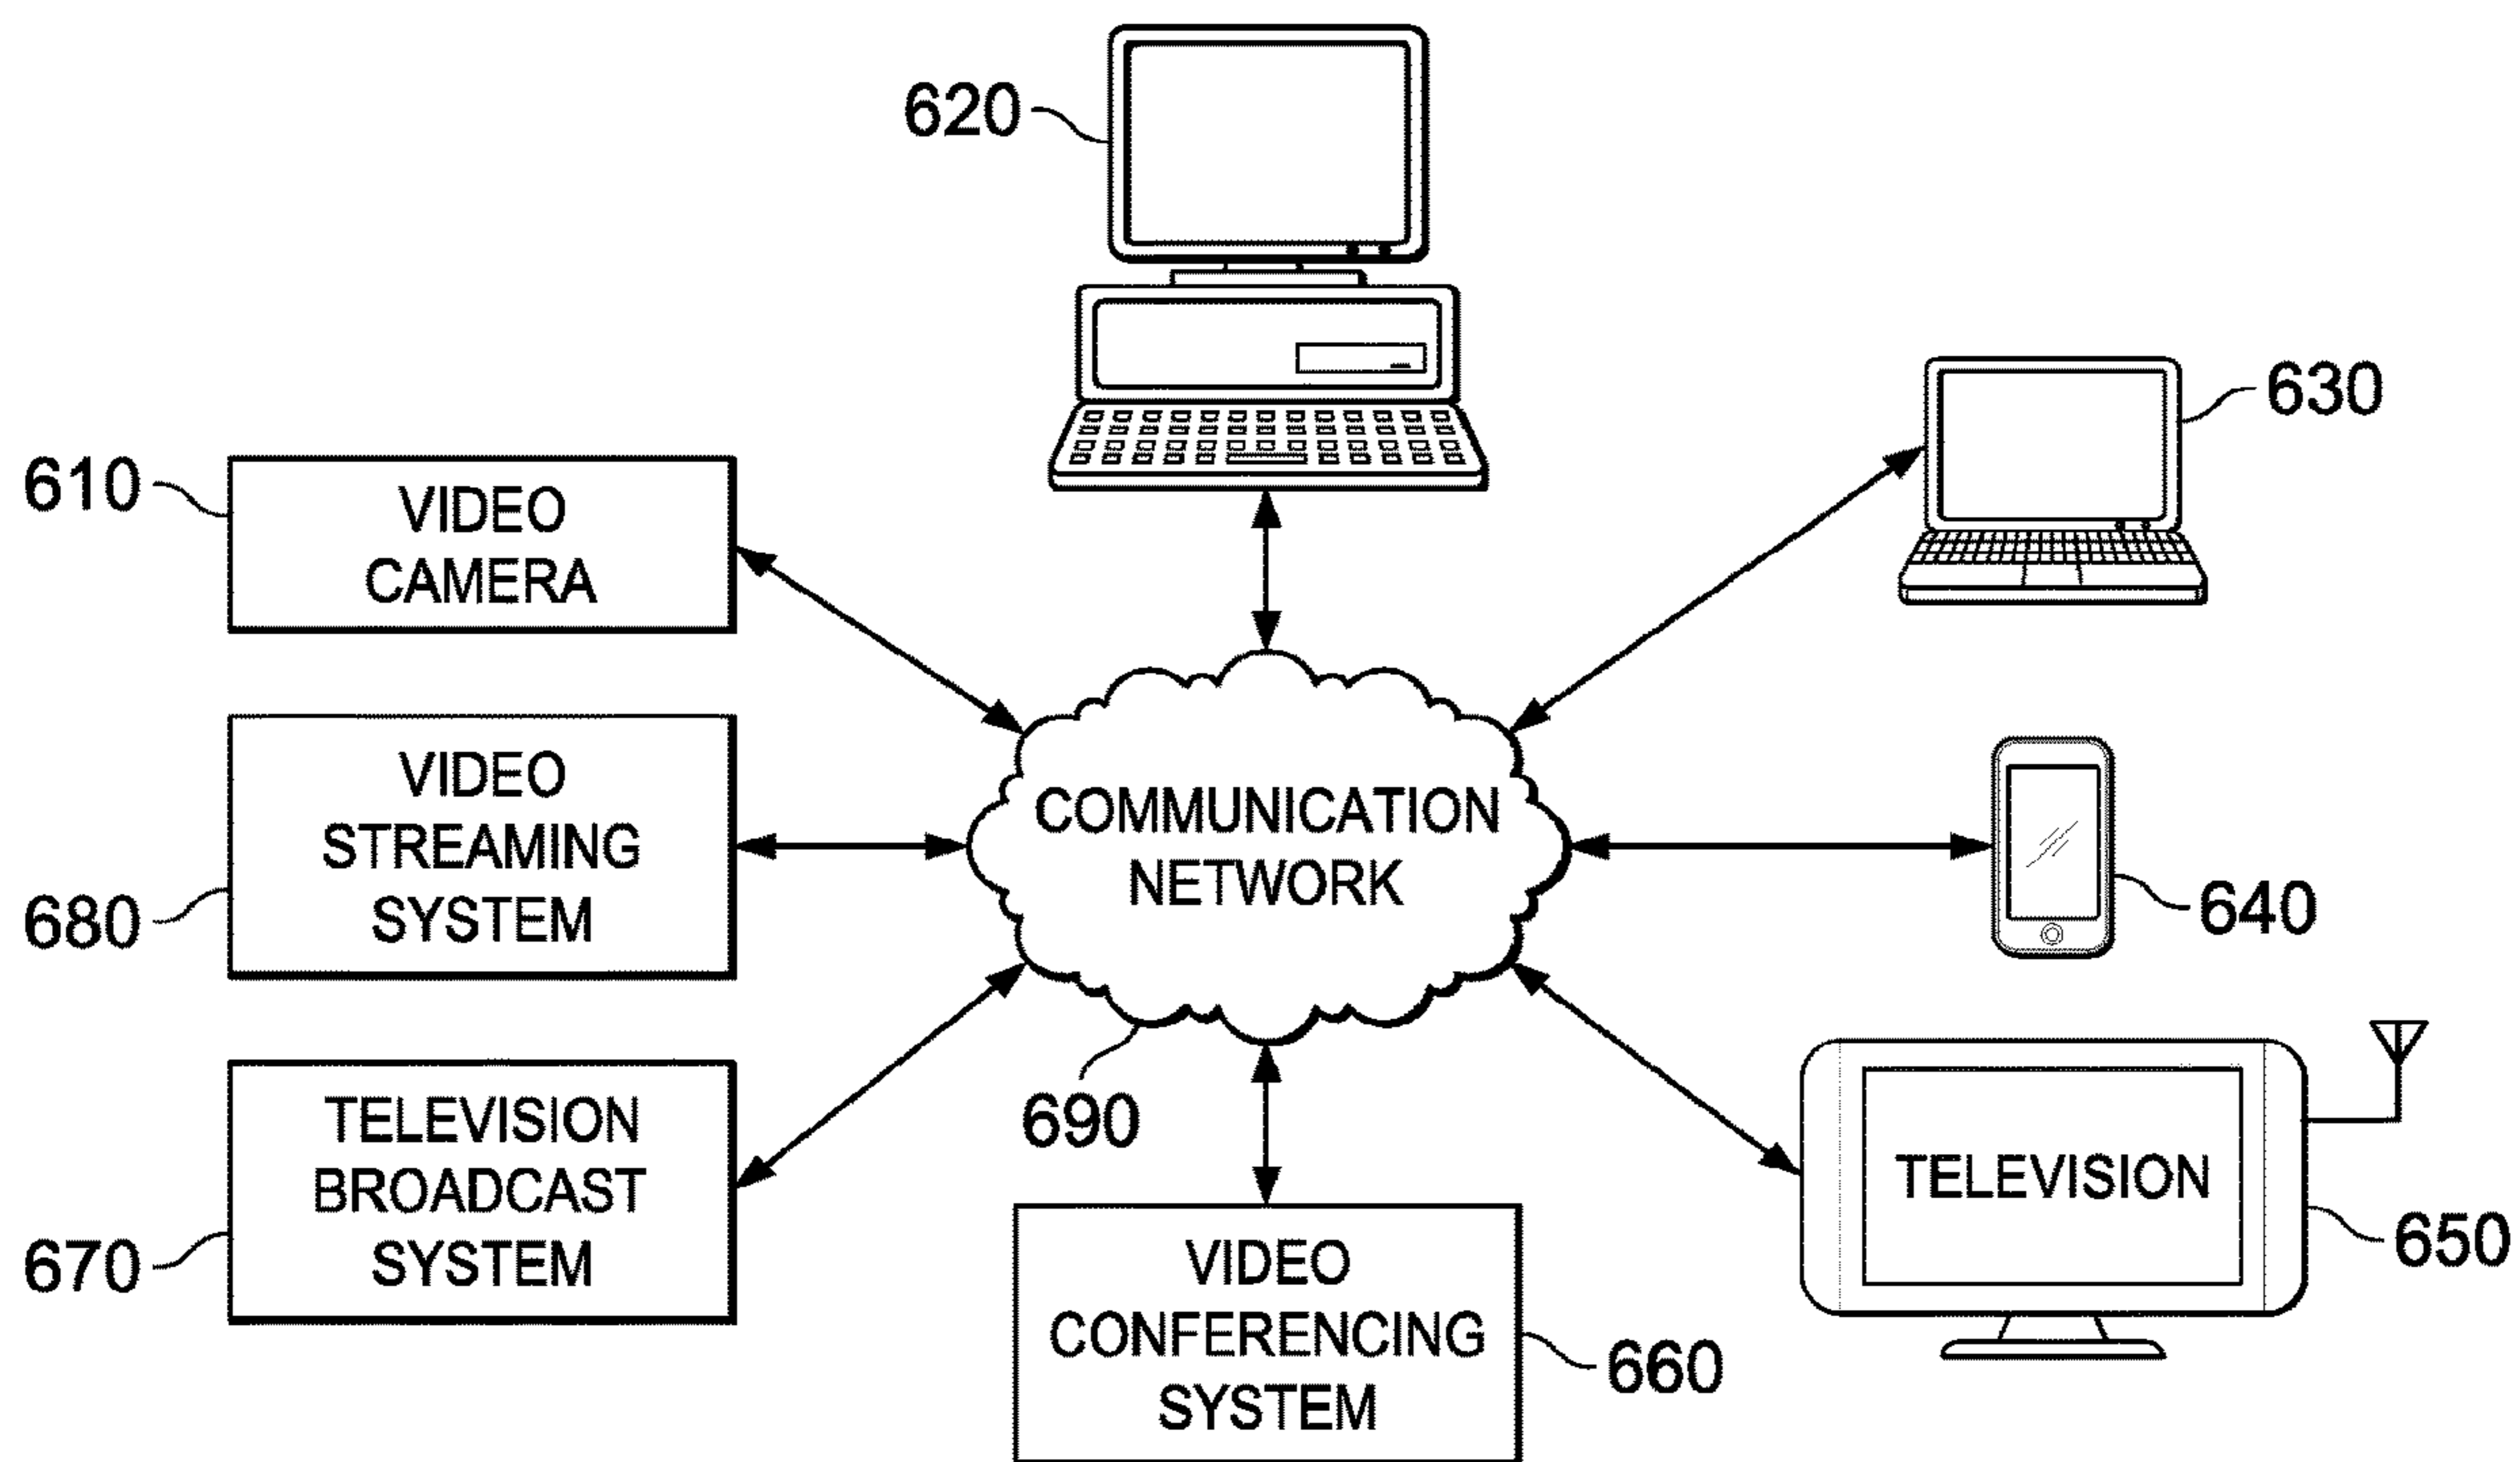 620
630
610
VIDEO
CAMERA
VIDEO
STREAMING
SYSTEM
680
COMMUNICATION
NETWORK
640
690
TELEVISION
BROADCAST
SYSTEM
670
TELEVISION
650
VIDEO
CONFERENCING
SYSTEM
660